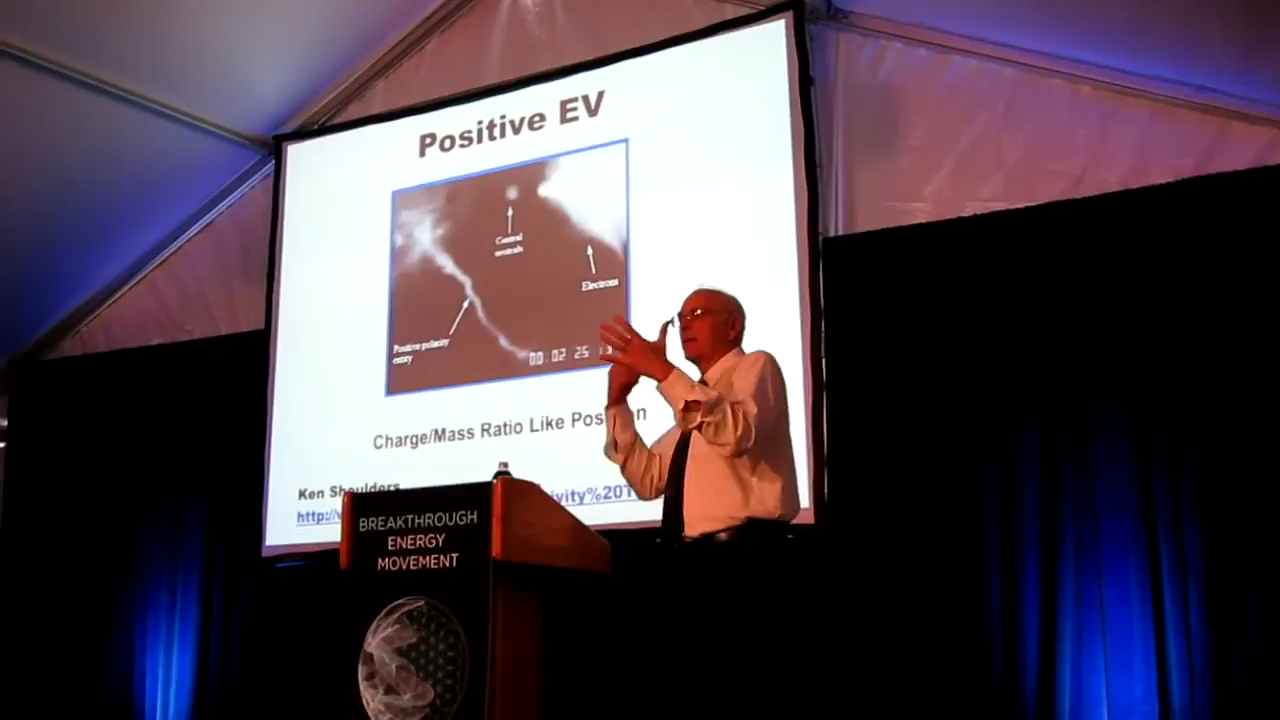 Positive EV
Central
neutrals
Electrons
Positive polarity
entry
00:02 25
Charge/Mass Ratio Like
Ken Shoulders
http://
BREAKTHROUGH
ENERGY
MOVEMENT